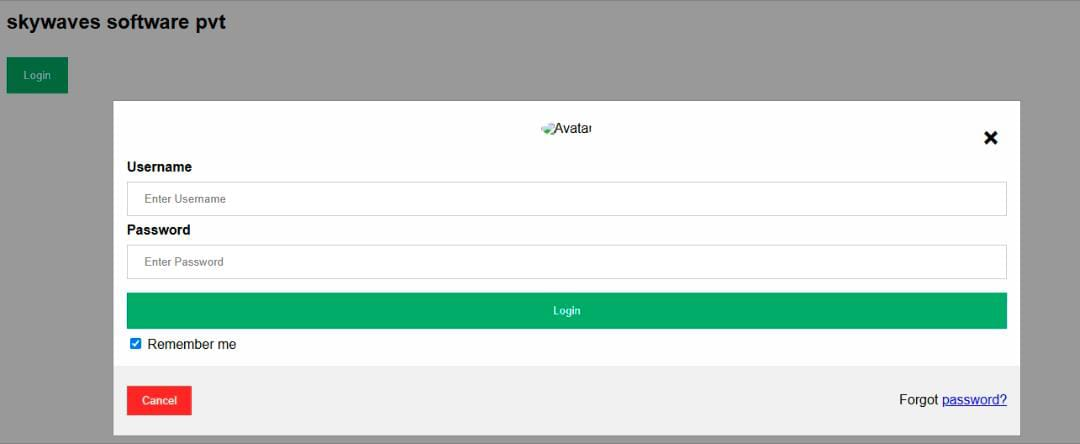 skywaves software pvt
Login
Avatar
Username
Enter Username
Password
Enter Password
Login
Remember me
Cancel
Forgot password?